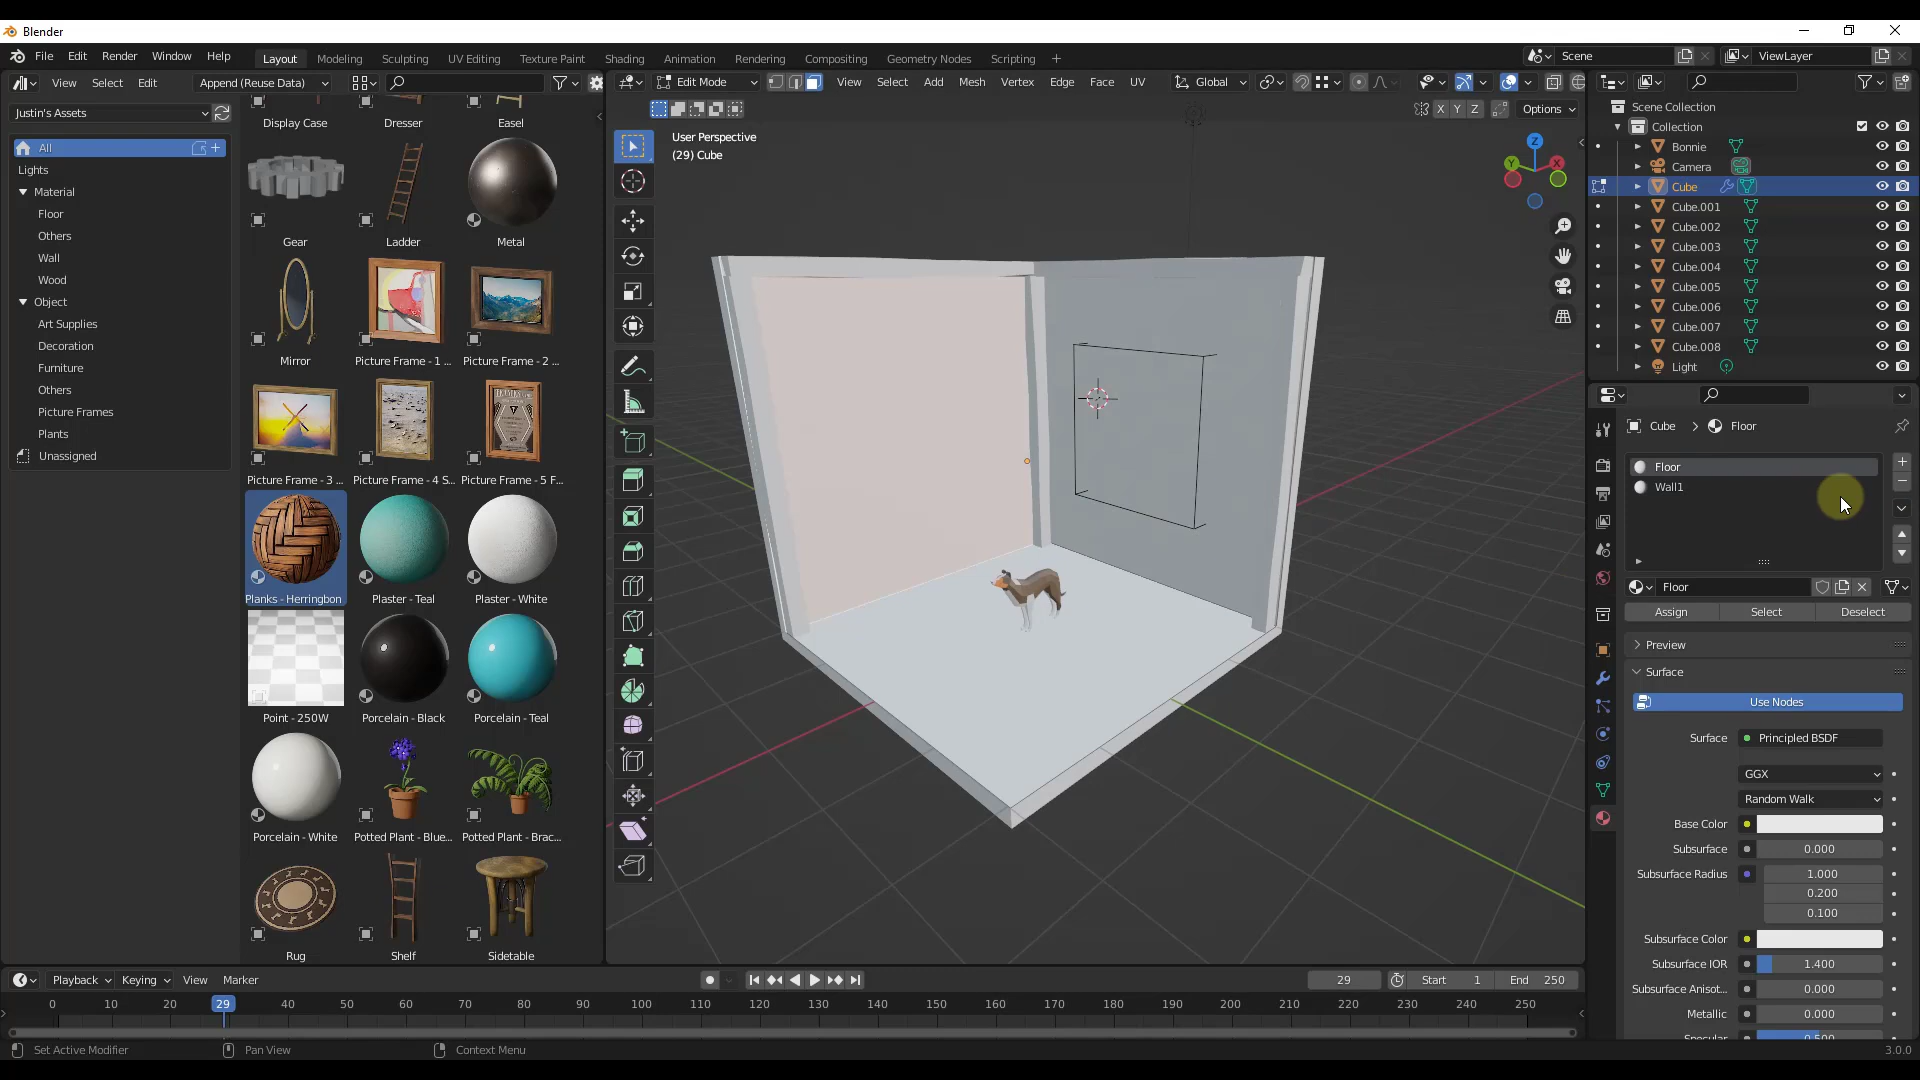 Blender
File Edit Render Window Help Layout Modeling Sculpting UV Editing Texture Paint Shading Animation Rendering Compositing Geometry Nodes Scripting + Scene ViewLayer
View Select Edit Append (Reuse Data) Edit Mode View Select Add Mesh Vertex Edge Face UV Global
Justin's Assets X Y Z Options
All
Lights
Material
Floor
Others
Wall
Wood
Object
Art Supplies
Decoration
Furniture
Others
Picture Frames
Plants
Unassigned
Display Case Dresser Easel
Gear Ladder Metal
Mirror Picture Frame - 1 ... Picture Frame - 2 ...
Picture Frame - 3 ... Picture Frame - 4 S... Picture Frame - 5 F...
Planks - Herringbon Plaster - Teal Plaster - White
Point - 250W Porcelain - Black Porcelain - Teal
Porcelain - White Potted Plant - Blue... Potted Plant - Brac...
Rug Shelf Sidetable
User Perspective
(29) Cube
Z
Y X
Scene Collection
Collection
Bonnie
Camera
Cube
Cube.001
Cube.002
Cube.003
Cube.004
Cube.005
Cube.006
Cube.007
Cube.008
Light
Cube > Floor
Floor
Wall1
Floor
Assign Select Deselect
Preview
Surface
Use Nodes
Surface Principled BSDF
GGX
Random Walk
Base Color
Subsurface 0.000
Subsurface Radius 1.000
0.200
0.100
Subsurface Color
Subsurface IOR 1.400
Subsurface Anisot... 0.000
Metallic 0.000
Specular 0.500
Playback Keying View Marker 29 Start 1 End 250
0 10 20 29 40 50 60 70 80 90 100 110 120 130 140 150 160 170 180 190 200 210 220 230 240 250
Set Active Modifier Pan View Context Menu 3.0.0